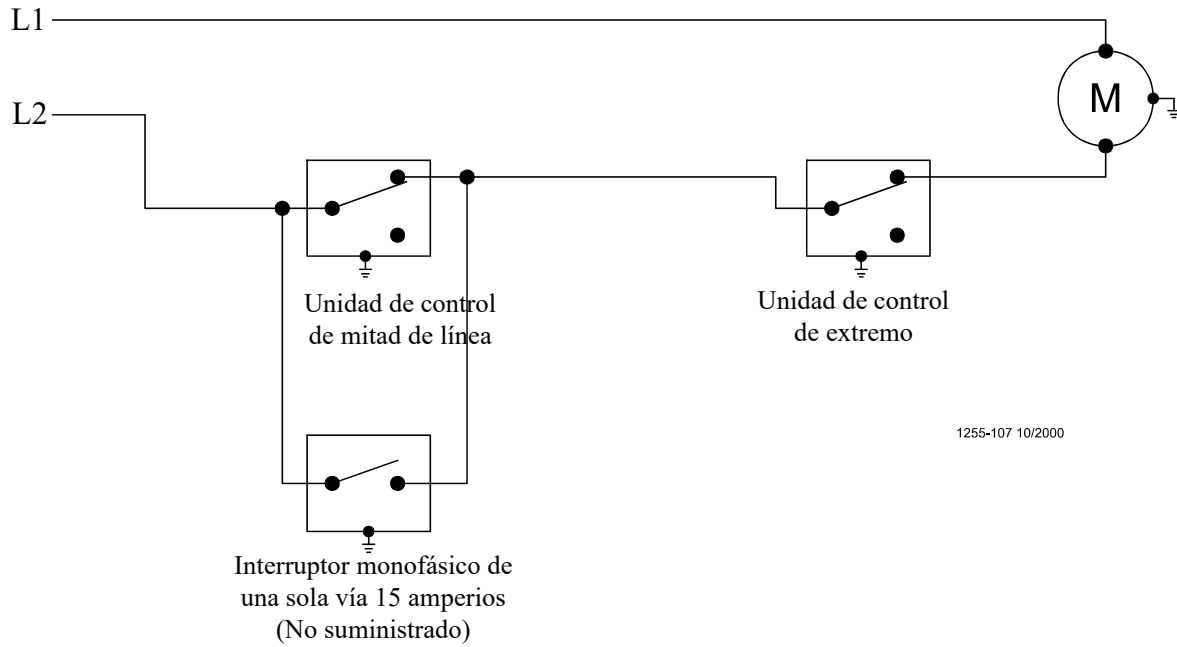 L1
M
L2
Unidad de control
de mitad de línea
Unidad de control
de extremo
1255-107 10/2000
Interruptor monofásico de
una sola vía 15 amperios
(No suministrado)